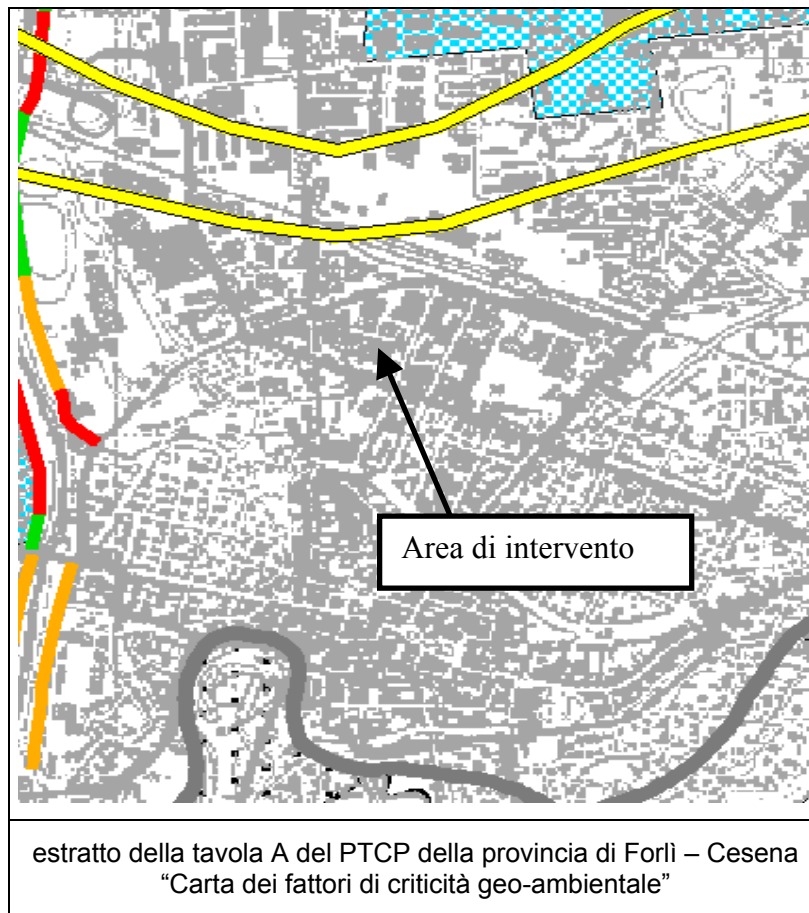 Area di intervento
estratto della tavola A del PTCP della provincia di Forlì – Cesena
“Carta dei fattori di criticità geo-ambientale”